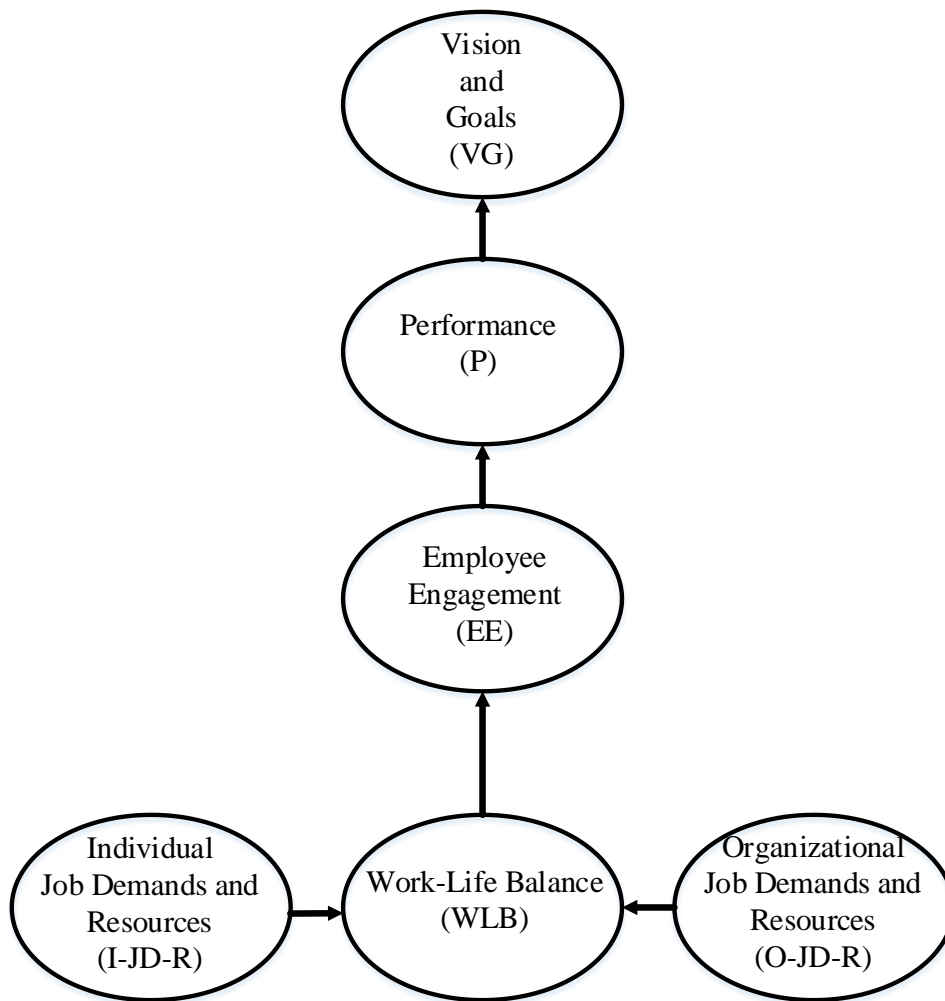 Vision
and
Goals
(VG)
Performance
(P)
Employee
Engagement
(EE)
Individual
Job Demands and
Resources
(I-JD-R)
Work-Life Balance
(WLB)
Organizational
Job Demands and
Resources
(O-JD-R)